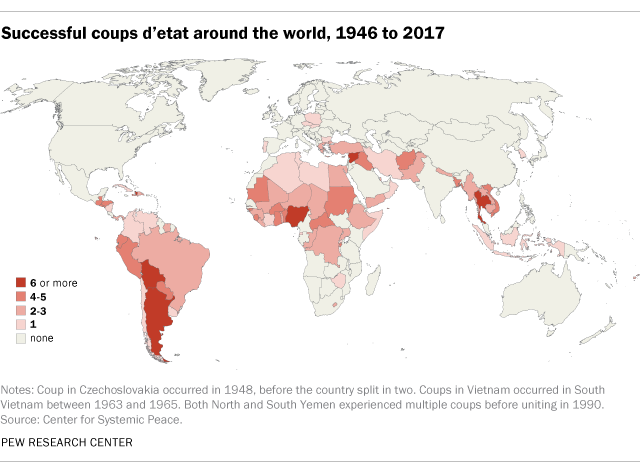 Successful coups d’etat around the world, 1946 to 2017
6 or more
4-5
2-3
1
none
Notes: Coup in Czechoslovakia occurred in 1948, before the country split in two. Coups in Vietnam occurred in South
Vietnam between 1963 and 1965. Both North and South Yemen experienced multiple coups before uniting in 1990.
Source: Center for Systemic Peace.
PEW RESEARCH CENTER